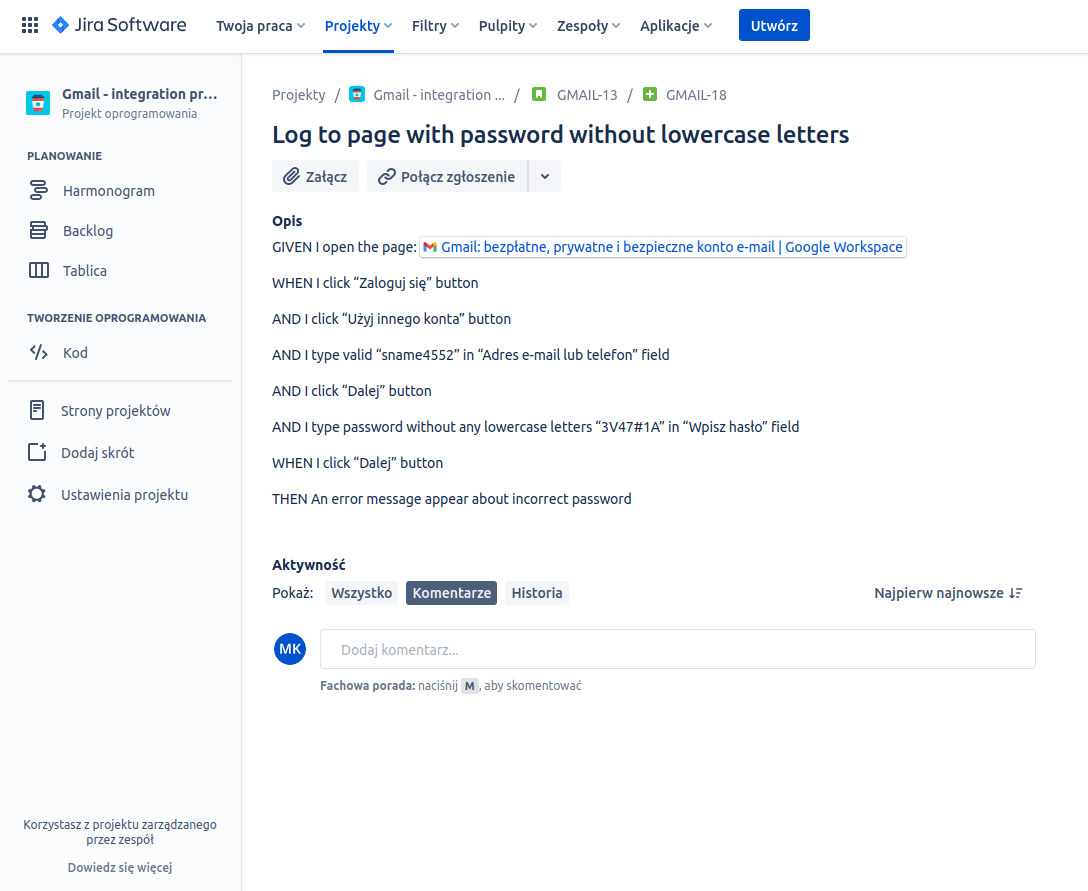 Jira Software Twoja praca Projekty Filtry Pulpity Zespoły Aplikacje Utwórz
Gmail - integration pr...
Projekt oprogramowania
PLANOWANIE
Harmonogram
Backlog
Tablica
TWORZENIE OPROGRAMOWANIA
Kod
Strony projektów
Dodaj skrót
Ustawienia projektu
Korzystasz z projektu zarządzanego
przez zespół
Dowiedz się więcej
Projekty / Gmail - integration ... / GMAIL-13 / GMAIL-18
Log to page with password without lowercase letters
Załącz Połącz zgłoszenie
Opis
GIVEN I open the page: Gmail: bezpłatne, prywatne i bezpieczne konto e-mail | Google Workspace
WHEN I click “Zaloguj się” button
AND I click “Użyj innego konta” button
AND I type valid “sname4552” in “Adres e-mail lub telefon” field
AND I click “Dalej” button
AND I type password without any lowercase letters “3V47#1A” in “Wpisz hasło” field
WHEN I click “Dalej” button
THEN An error message appear about incorrect password
Aktywność
Pokaż: Wszystko Komentarze Historia Najpierw najnowsze
MK Dodaj komentarz...
Fachowa porada: naciśnij M, aby skomentować